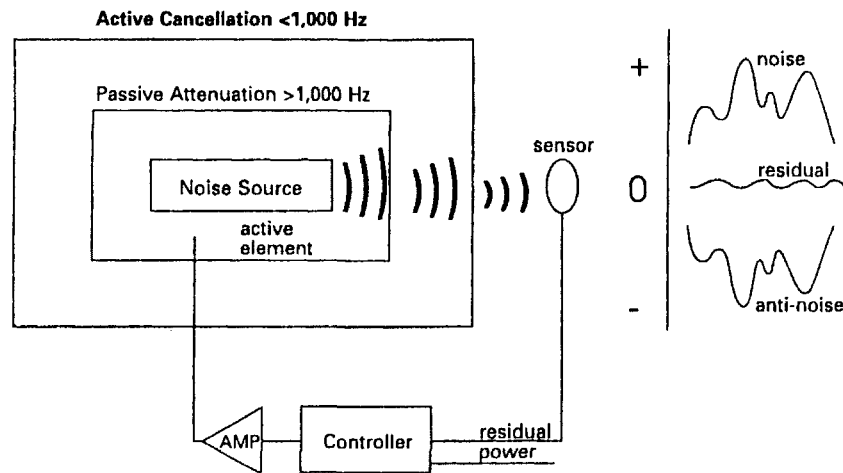 Active Cancellation <1,000 Hz
Passive Attenuation >1,000 Hz
Noise Source
active
element
sensor
AMP
Controller
residual
power
+
0
-
noise
residual
anti-noise